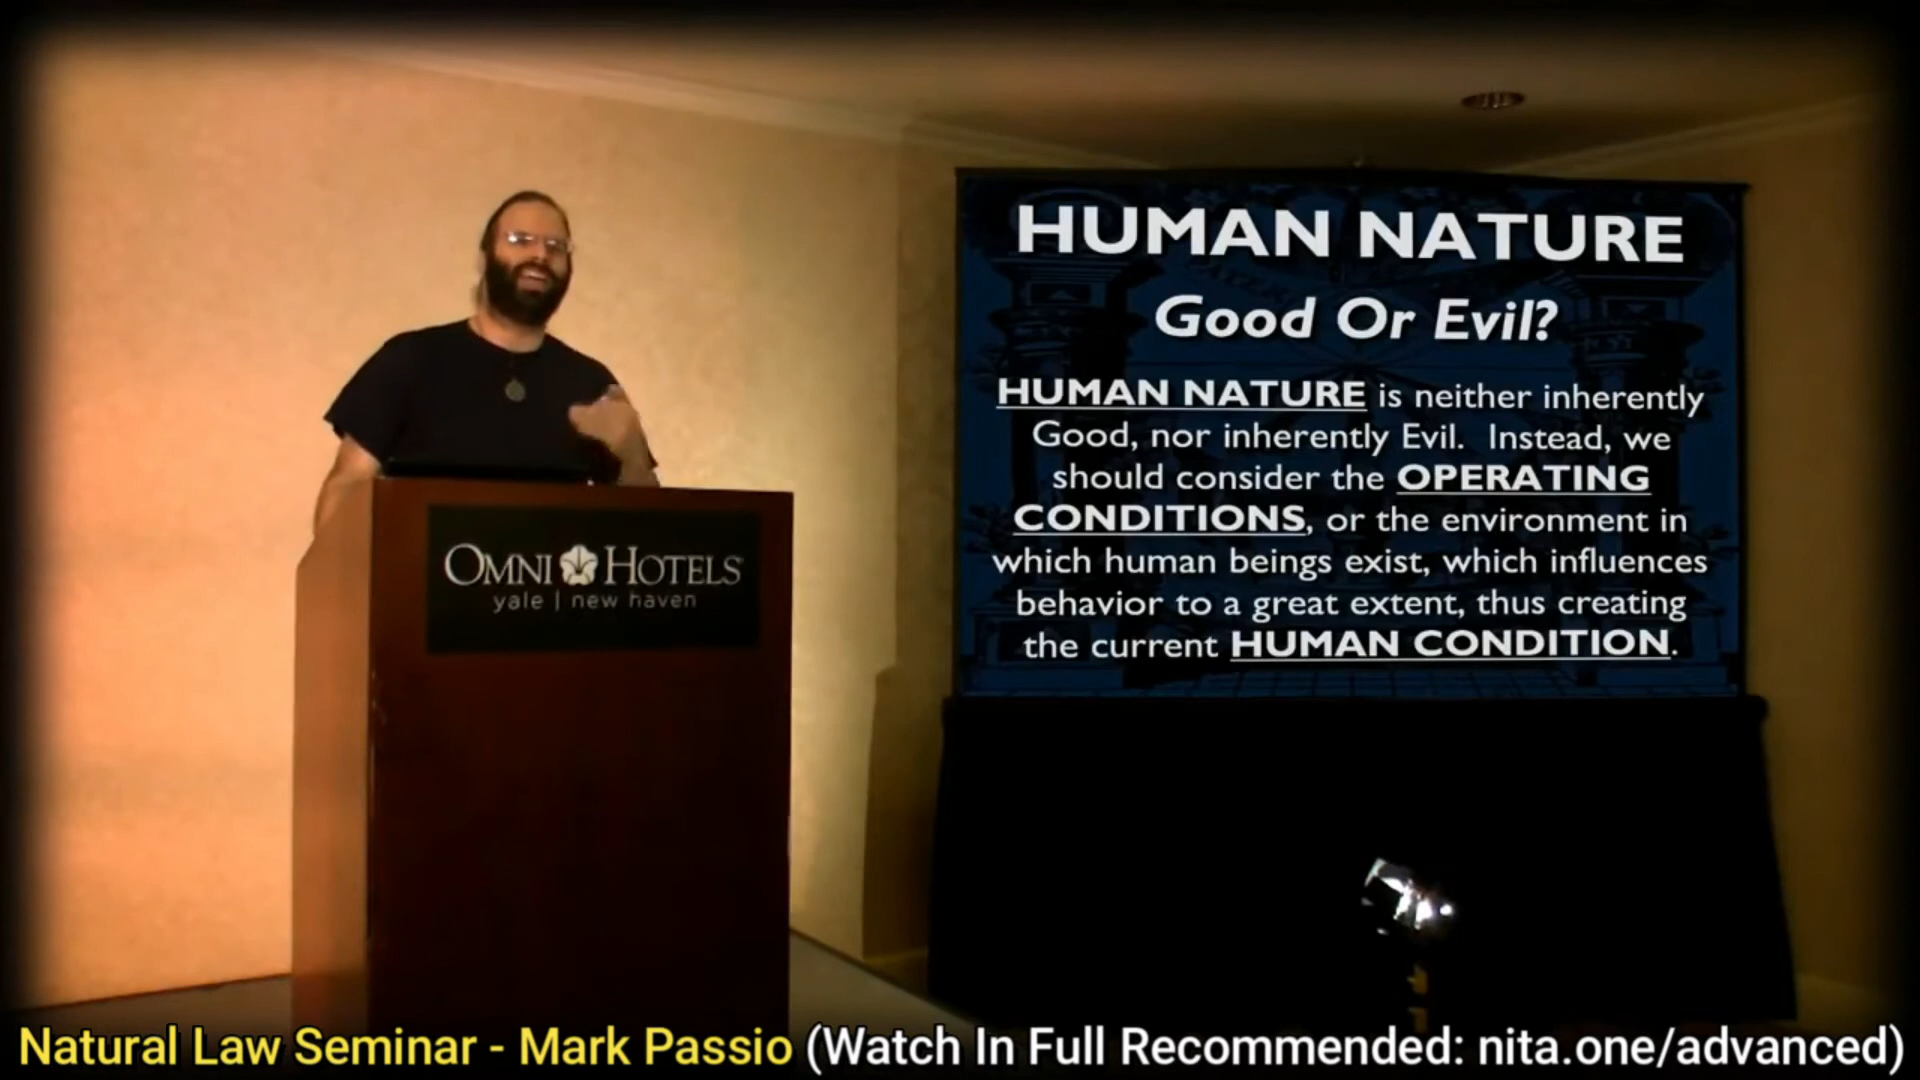 HUMAN NATURE
Good Or Evil?
HUMAN NATURE is neither inherently
Good, nor inherently Evil. Instead, we
should consider the OPERATING
CONDITIONS, or the environment in
which human beings exist, which influences
behavior to a great extent, thus creating
the current HUMAN CONDITION.
OMNI HOTELS
yale | new haven
Natural Law Seminar - Mark Passio (Watch In Full Recommended: nita.one/advanced)